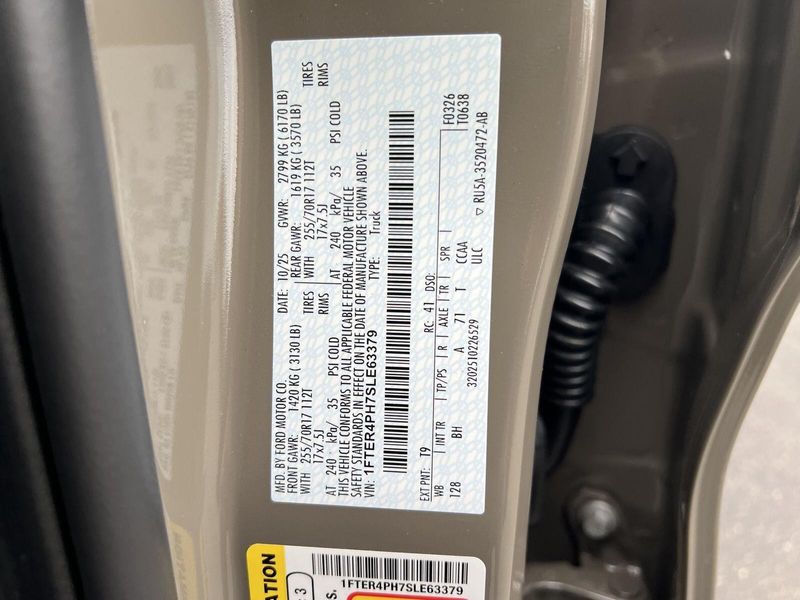 MFD. BY FORD MOTOR CO. DATE: 10/25 GVWR: 2799 KG ( 6170 LB)
FRONT GAWR: 1420 KG ( 3130 LB) REAR GAWR: 1619 KG ( 3570 LB)
WITH 255/70R17 112T TIRES WITH 255/70R17 112T TIRES
17x7.5J RIMS 17x7.5J RIMS
AT 240 kPa/ 35 PSI COLD AT 240 kPa/ 35 PSI COLD
THIS VEHICLE CONFORMS TO ALL APPLICABLE FEDERAL MOTOR VEHICLE
SAFETY STANDARDS IN EFFECT ON THE DATE OF MANUFACTURE SHOWN ABOVE.
VIN: 1FTER4PH7SLE63379 TYPE: Truck
F0326
T0638
EXT PNT: T9 RC: 41 DSO:
WB INT TR TP/PS R AXLE TR SPR
128 BH A 71 T CCAA
3202510226529 ULC ▽ RU5A-3520472-AB
1FTER4PH7SLE63379